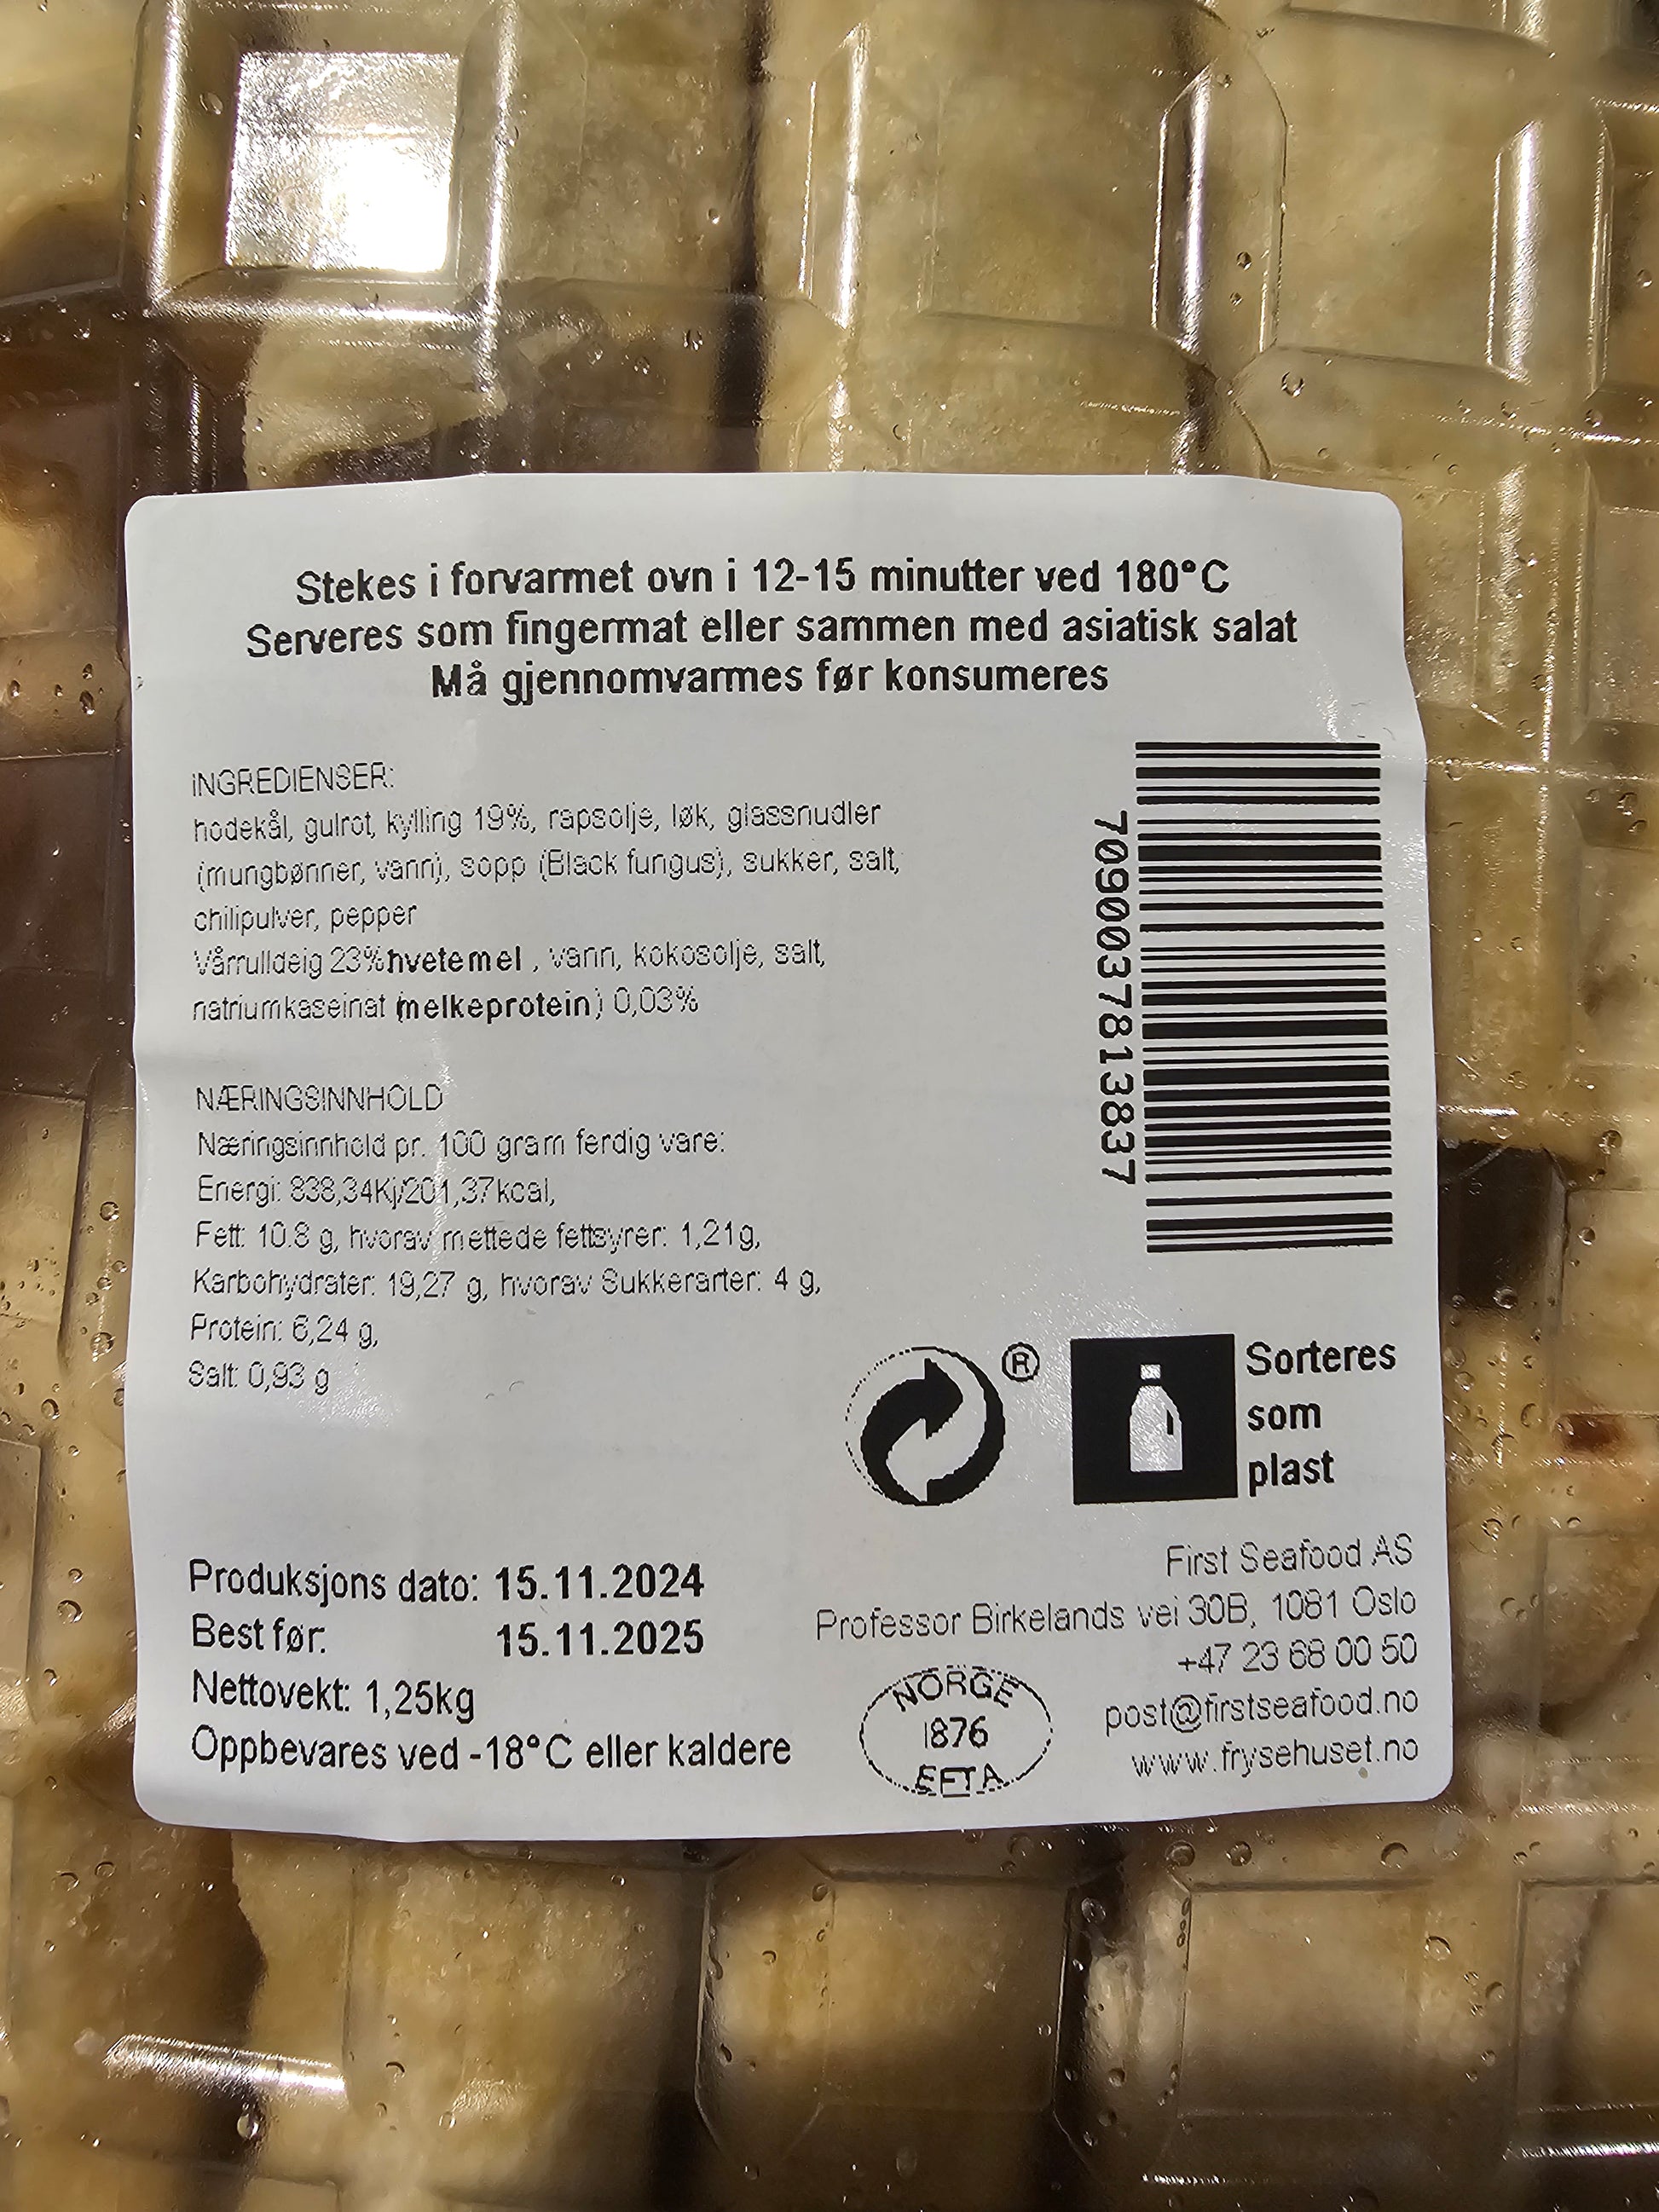 Stekes i forvarmet ovn i 12-15 minutter ved 180°C
Serveres som fingermat eller sammen med asiatisk salat
Må gjennomvarmes før konsumeres
INGREDIENSER:
hodekål, gulrot, kylling 19%, rapsolje, løk, glassnudler
(mungbønner, vann), sopp (Black fungus), sukker, salt,
chilipulver, pepper
Vårrulldeig 23% hvetemel , vann, kokosolje, salt,
natriumkaseinat (melkeprotein) 0,03%
7090037813837
NÆRINGSINNHOLD
Næringsinnhold pr. 100 gram ferdig vare:
Energi: 838,34Kj/201,37kcal,
Fett: 10.8 g, hvorav mettede fettsyrer: 1,21g,
Karbohydrater: 19,27 g, hvorav Sukkerarter: 4 g,
Protein: 6,24 g,
Salt: 0,93 g
®
Sorteres
som
plast
Produksjons dato: 15.11.2024
Best før: 15.11.2025
Nettovekt: 1,25kg
Oppbevares ved -18°C eller kaldere
NORGE
1876
EFTA
First Seafood AS
Professor Birkelands vei 30B, 1081 Oslo
+47 23 68 00 50
post@firstseafood.no
www.frysehuset.no